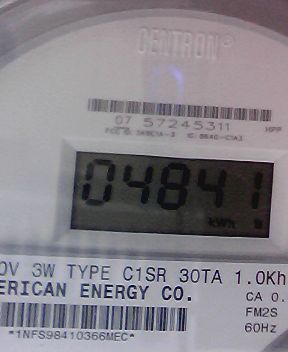 CENTRON®
07 57245311 HPP
04841
kWh
0V 3W TYPE C1SR 30TA 1.0Kh
ERICAN ENERGY CO.
CA 0.
FM2S
60Hz
*1NFS98410366MEC*